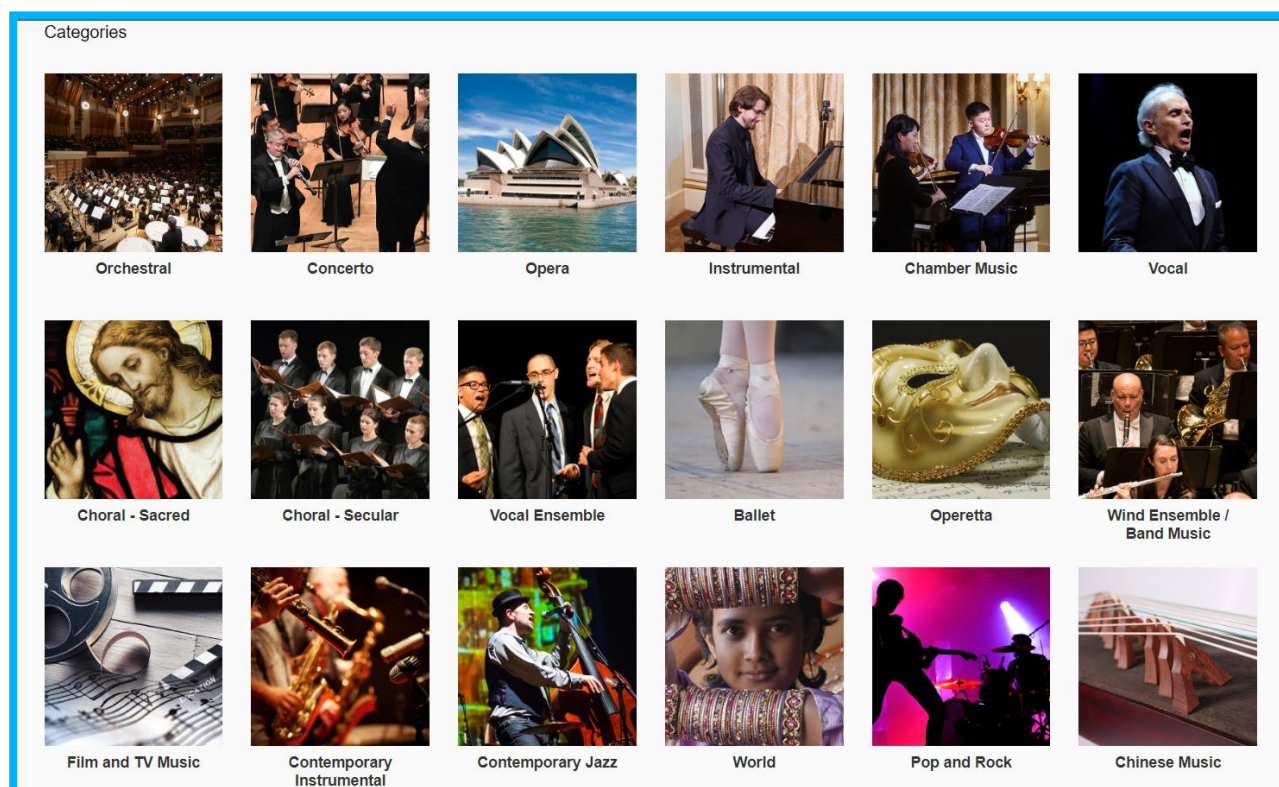 Categories
Orchestral
Concerto
Opera
Instrumental
Chamber Music
Vocal
Choral - Sacred
Choral - Secular
Vocal Ensemble
Ballet
Operetta
Wind Ensemble /
Band Music
Film and TV Music
Contemporary
Instrumental
Contemporary Jazz
World
Pop and Rock
Chinese Music